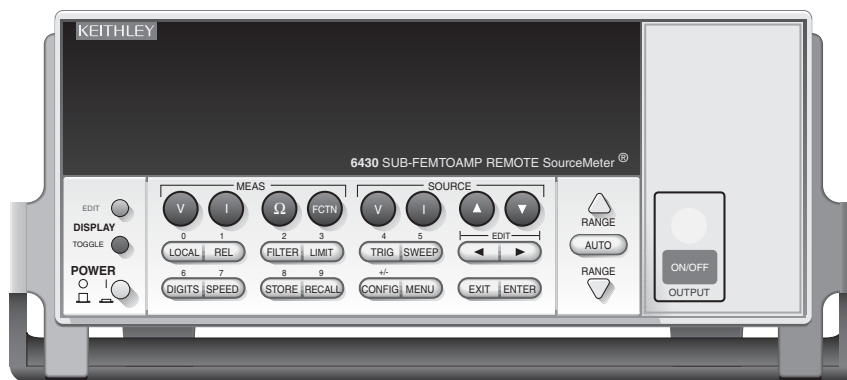 KEITHLEY
6430 SUB-FEMTOAMP REMOTE SourceMeter ®
MEAS
SOURCE
EDIT
V
I
Ω
FCTN
V
I
▲
▼
RANGE
DISPLAY
0
1
2
3
4
5
EDIT
TOGGLE
LOCAL
REL
FILTER
LIMIT
TRIG
SWEEP
◀
▶
AUTO
ON/OFF
POWER
6
7
8
9
+/-
RANGE
DIGITS
SPEED
STORE
RECALL
CONFIG
MENU
EXIT
ENTER
OUTPUT